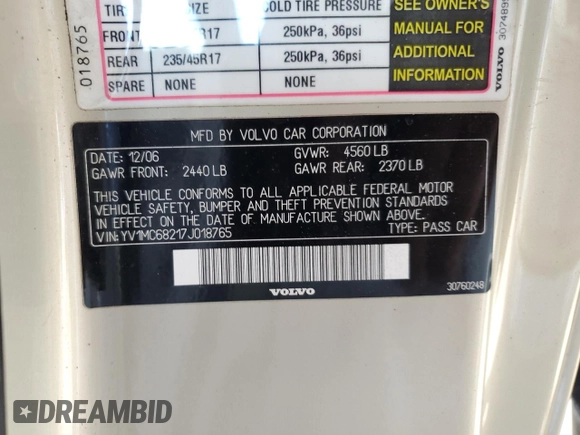 TIRE SIZE COLD TIRE PRESSURE
FRONT R17 250kPa, 36psi
REAR 235/45R17 250kPa, 36psi
SPARE NONE NONE
SEE OWNER'S
MANUAL FOR
ADDITIONAL
INFORMATION
VOLVO
018765
MFD BY VOLVO CAR CORPORATION
DATE: 12/06 GVWR: 4560 LB
GAWR FRONT: 2440 LB GAWR REAR: 2370 LB
THIS VEHICLE CONFORMS TO ALL APPLICABLE FEDERAL MOTOR
VEHICLE SAFETY, BUMPER AND THEFT PREVENTION STANDARDS
IN EFFECT ON THE DATE OF MANUFACTURE SHOWN ABOVE.
VIN: YV1MC68217J018765 TYPE: PASS CAR
VOLVO 30760248
DREAMBID